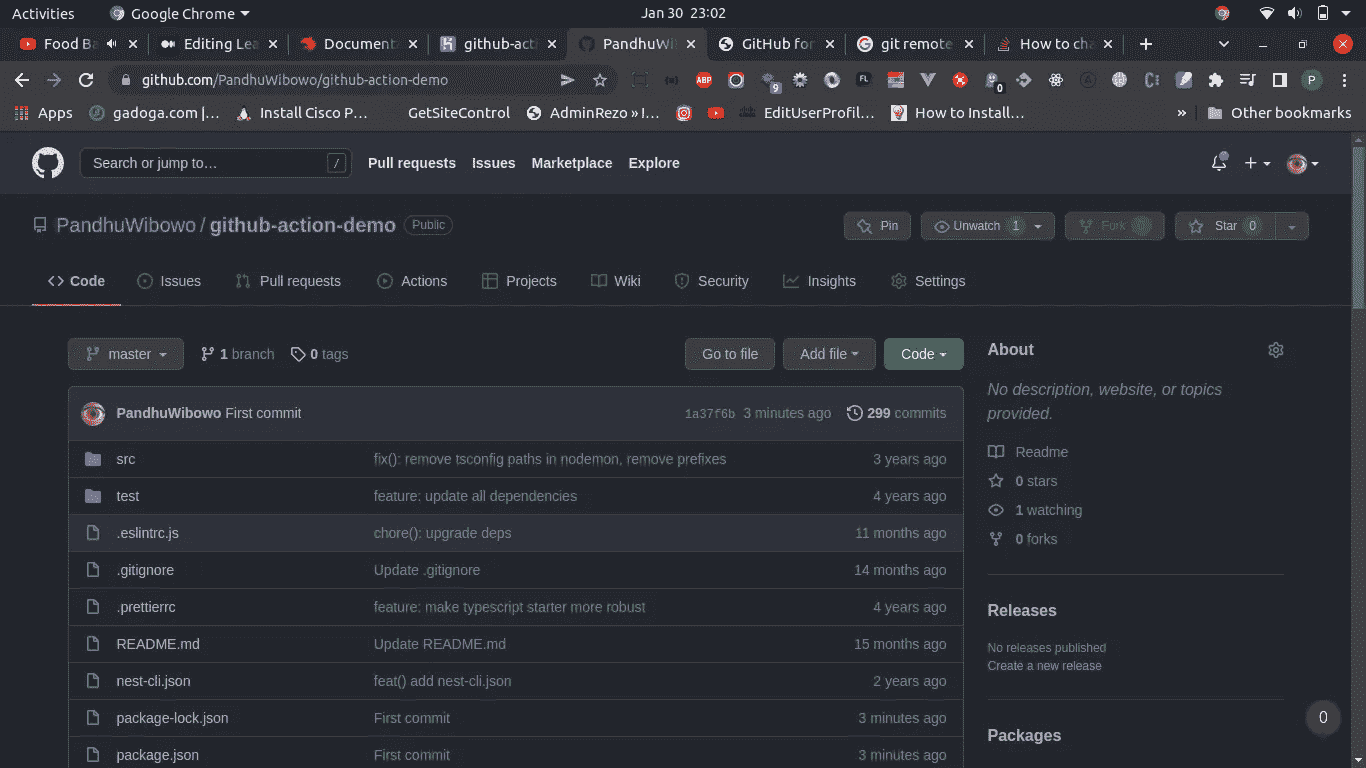 Activities Google Chrome Jan 30 23:02
Food Ba Editing Lea Documenta github-acti PandhuWi GitHub for git remote How to cha
github.com/PandhuWibowo/github-action-demo ABP 9 FL 0 P
Apps gadoga.com |... Install Cisco P... GetSiteControl AdminRezo » I... EditUserProfil... How to Install... » Other bookmarks
Search or jump to... / Pull requests Issues Marketplace Explore
PandhuWibowo / github-action-demo Public Pin Unwatch 1 Fork Star 0
Code Issues Pull requests Actions Projects Wiki Security Insights Settings
master 1 branch 0 tags Go to file Add file Code
About
No description, website, or topics
provided.
PandhuWibowo First commit 1a37f6b 3 minutes ago 299 commits
src fix(): remove tsconfig paths in nodemon, remove prefixes 3 years ago
test feature: update all dependencies 4 years ago
.eslintrc.js chore(): upgrade deps 11 months ago
.gitignore Update .gitignore 14 months ago
.prettierrc feature: make typescript starter more robust 4 years ago
README.md Update README.md 15 months ago
nest-cli.json feat() add nest-cli.json 2 years ago
package-lock.json First commit 3 minutes ago
package.json First commit 3 minutes ago
Readme
0 stars
1 watching
0 forks
Releases
No releases published
Create a new release
Packages
0